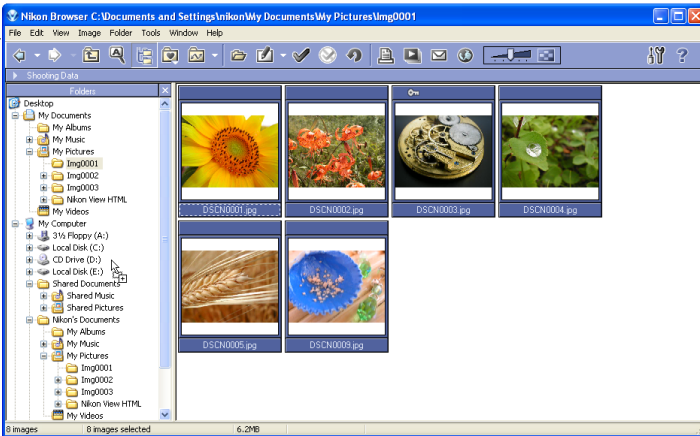 Nikon Browser C:\Documents and Settings\nikon\My Documents\My Pictures\Img0001
File Edit View Image Folder Tools Window Help
Shooting Data
Folders
Desktop
My Documents
My Albums
My Music
My Pictures
Img0001
Img0002
Img0003
Nikon View HTML
My Videos
My Computer
3½ Floppy (A:)
Local Disk (C:)
CD Drive (D:)
Local Disk (E:)
Shared Documents
Shared Music
Shared Pictures
Nikon's Documents
My Albums
My Music
My Pictures
Img0001
Img0002
Img0003
Nikon View HTML
My Videos
DSCN0001.jpg DSCN0002.jpg DSCN0003.jpg DSCN0004.jpg
DSCN0005.jpg DSCN0009.jpg
8 images 8 images selected 6.2MB